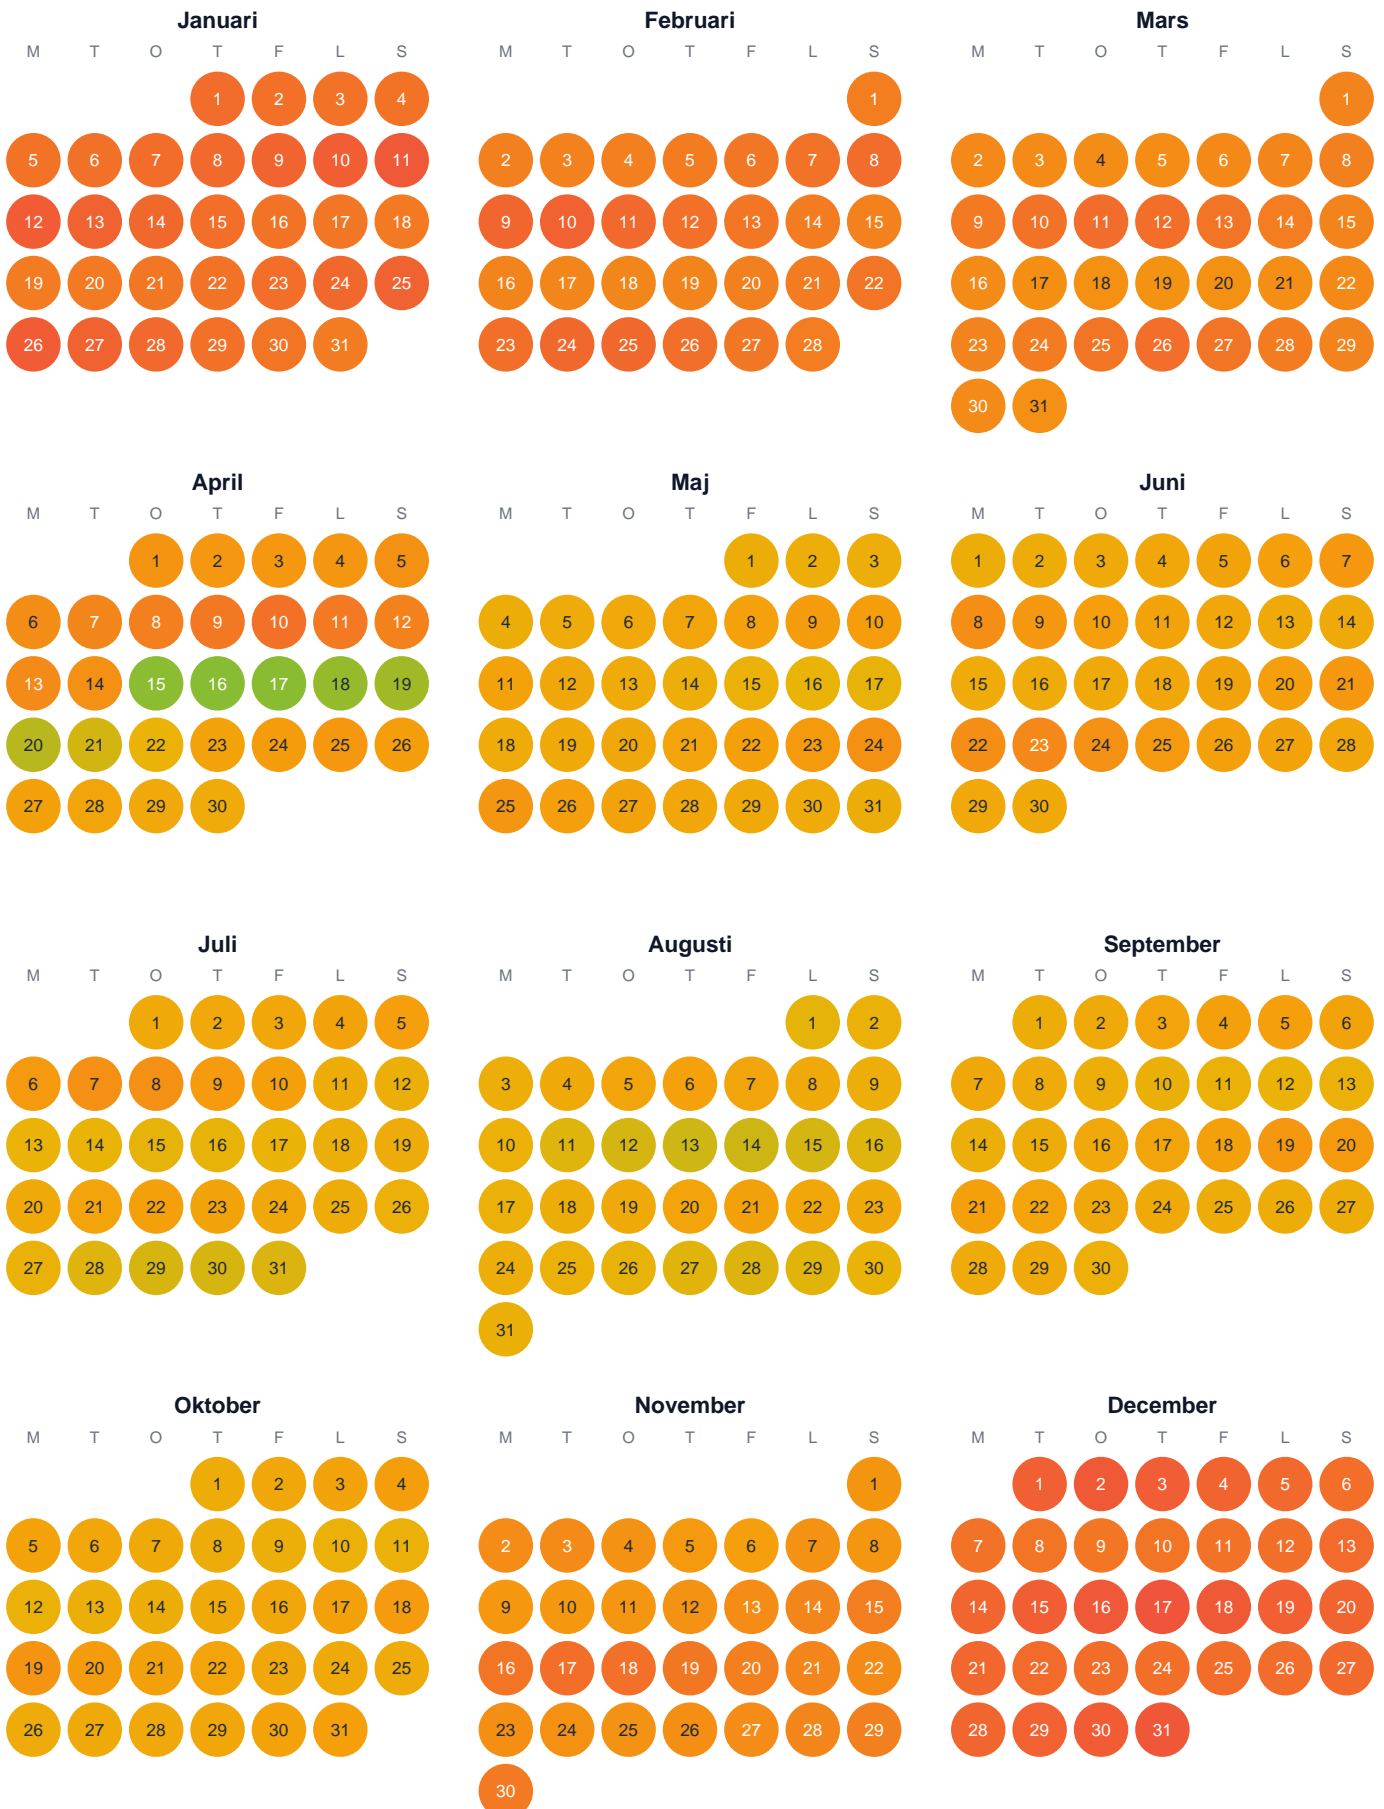 Januari Februari Mars
M T O T F L S M T O T F L S M T O T F L S
1 2 3 4 1 1
5 6 7 8 9 10 11 2 3 4 5 6 7 8 2 3 4 5 6 7 8
12 13 14 15 16 17 18 9 10 11 12 13 14 15 9 10 11 12 13 14 15
19 20 21 22 23 24 25 16 17 18 19 20 21 22 16 17 18 19 20 21 22
26 27 28 29 30 31 23 24 25 26 27 28 23 24 25 26 27 28 29
30 31
April Maj Juni
M T O T F L S M T O T F L S M T O T F L S
1 2 3 4 5 1 2 3 1 2 3 4 5 6 7
6 7 8 9 10 11 12 4 5 6 7 8 9 10 8 9 10 11 12 13 14
13 14 15 16 17 18 19 11 12 13 14 15 16 17 15 16 17 18 19 20 21
20 21 22 23 24 25 26 18 19 20 21 22 23 24 22 23 24 25 26 27 28
27 28 29 30 25 26 27 28 29 30 31 29 30
Juli Augusti September
M T O T F L S M T O T F L S M T O T F L S
1 2 3 4 5 1 2 1 2 3 4 5 6
6 7 8 9 10 11 12 3 4 5 6 7 8 9 7 8 9 10 11 12 13
13 14 15 16 17 18 19 10 11 12 13 14 15 16 14 15 16 17 18 19 20
20 21 22 23 24 25 26 17 18 19 20 21 22 23 21 22 23 24 25 26 27
27 28 29 30 31 24 25 26 27 28 29 30 28 29 30
31
Oktober November December
M T O T F L S M T O T F L S M T O T F L S
1 2 3 4 1 1 2 3 4 5 6
5 6 7 8 9 10 11 2 3 4 5 6 7 8 7 8 9 10 11 12 13
12 13 14 15 16 17 18 9 10 11 12 13 14 15 14 15 16 17 18 19 20
19 20 21 22 23 24 25 16 17 18 19 20 21 22 21 22 23 24 25 26 27
26 27 28 29 30 31 23 24 25 26 27 28 29 28 29 30 31
30